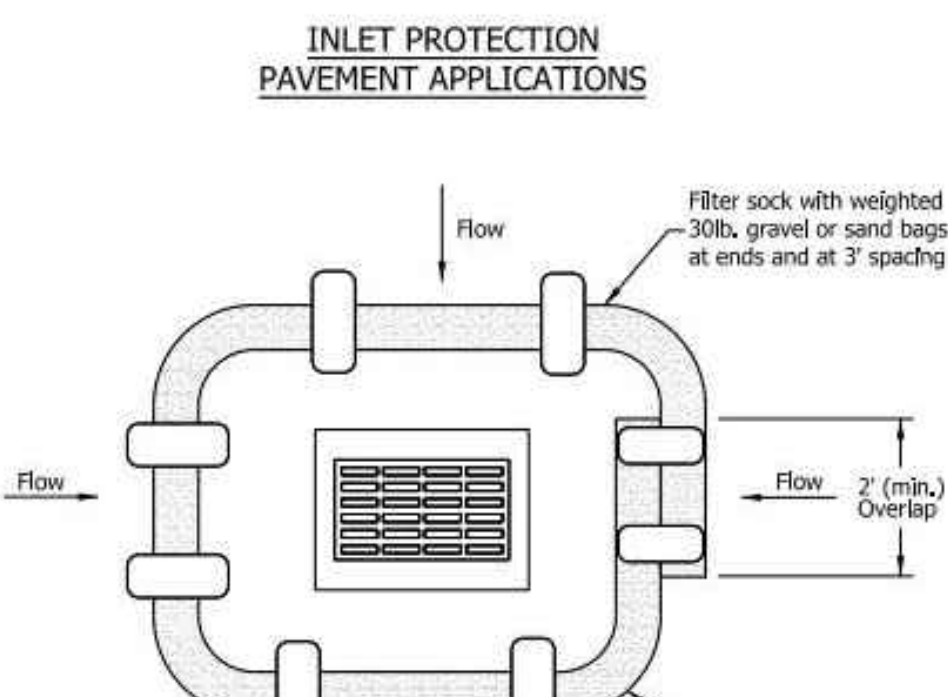 INLET PROTECTION
PAVEMENT APPLICATIONS
Flow
Filter sock with weighted
30lb. gravel or sand bags
at ends and at 3' spacing
Flow
Flow
2' (min.)
Overlap